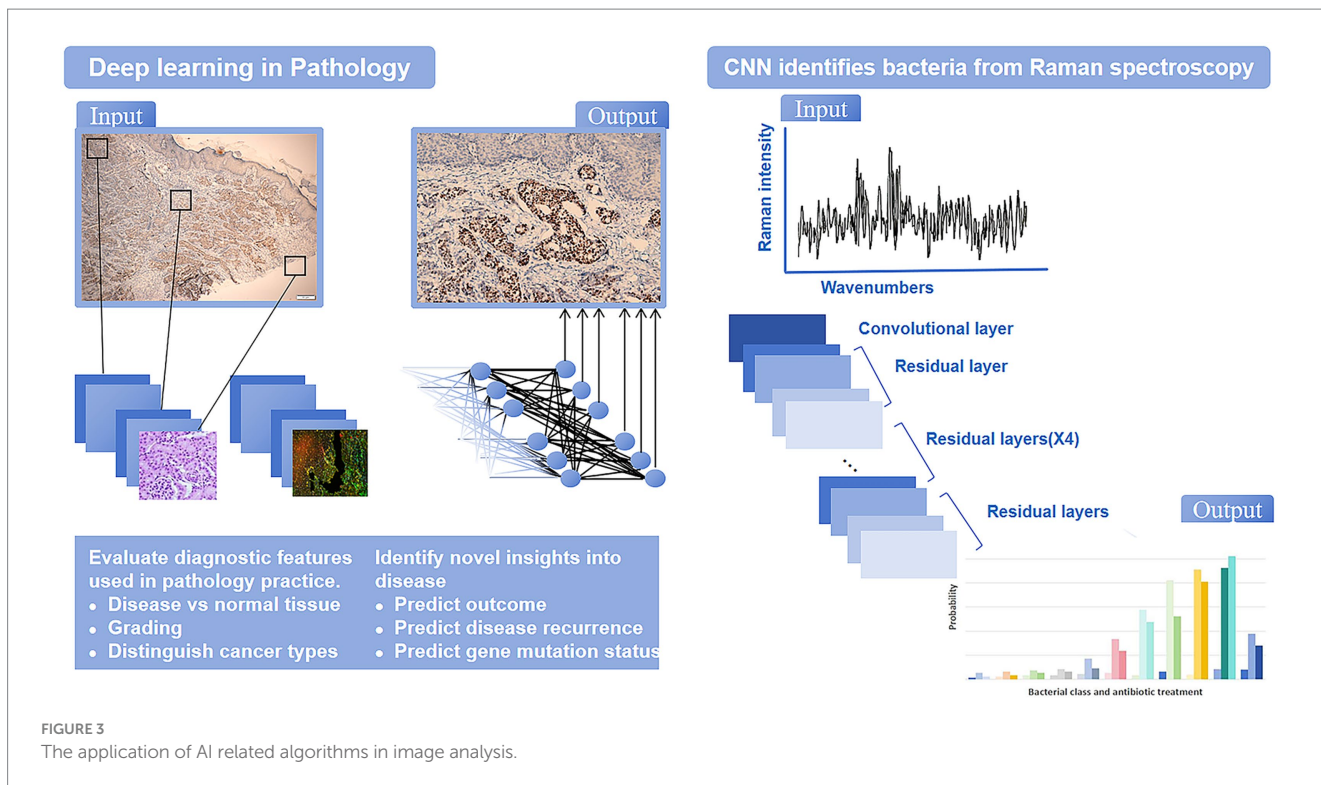 Deep learning in Pathology
Input
Output
Evaluate diagnostic features
used in pathology practice.
• Disease vs normal tissue
• Grading
• Distinguish cancer types
Identify novel insights into
disease
• Predict outcome
• Predict disease recurrence
• Predict gene mutation status
CNN identifies bacteria from Raman spectroscopy
Input
Raman intensity
Wavenumbers
Convolutional layer
Residual layer
Residual layers(X4)
Residual layers
Output
Probability
Bacterial class and antibiotic treatment
FIGURE 3
The application of AI related algorithms in image analysis.